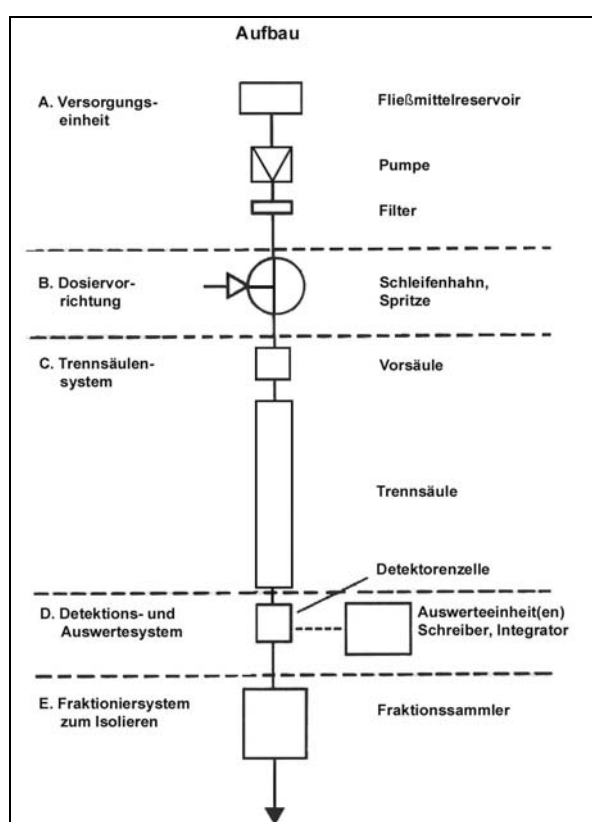 Aufbau
A. Versorgungs-
einheit
Fließmittelreservoir
Pumpe
Filter
B. Dosiervor-
richtung
Schleifenhahn,
Spritze
C. Trennsäulen-
system
Vorsäule
Trennsäule
Detektorenzelle
D. Detektions- und
Auswertesystem
Auswerteeinheit(en)
Schreiber, Integrator
E. Fraktioniersystem
zum Isolieren
Fraktionssammler